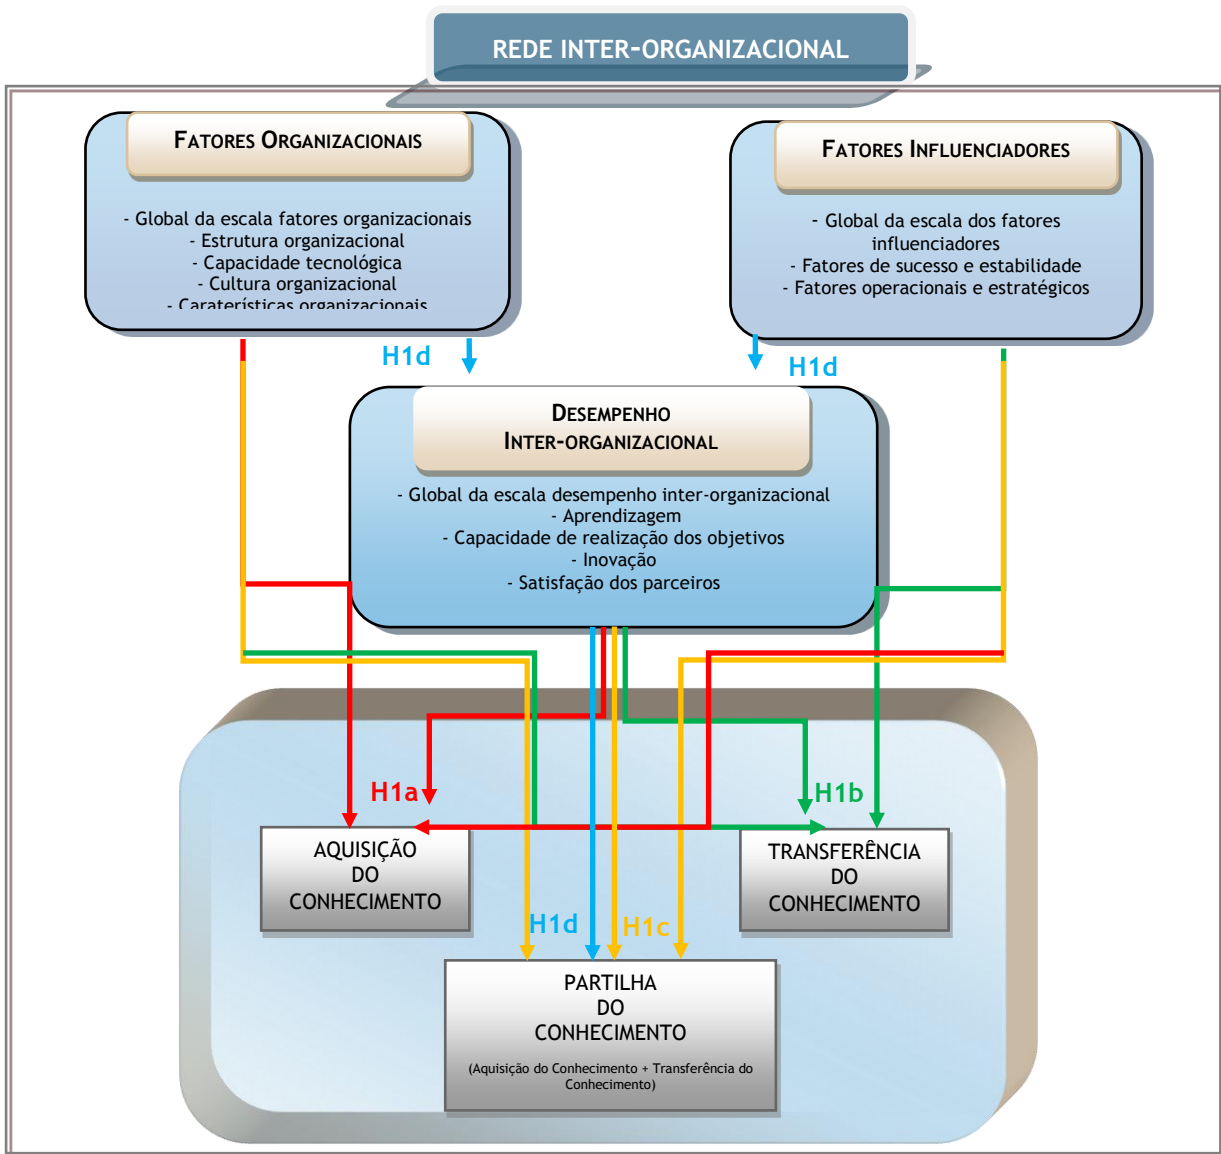 REDE INTER-ORGANIZACIONAL
FATORES ORGANIZACIONAIS
- Global da escala fatores organizacionais
- Estrutura organizacional
- Capacidade tecnológica
- Cultura organizacional
- Caraterísticas organizacionais
FATORES INFLUENCIADORES
- Global da escala dos fatores
influenciadores
- Fatores de sucesso e estabilidade
- Fatores operacionais e estratégicos
H1d
H1d
DESEMPENHO
INTER-ORGANIZACIONAL
- Global da escala desempenho inter-organizacional
- Aprendizagem
- Capacidade de realização dos objetivos
- Inovação
- Satisfação dos parceiros
H1a
H1b
AQUISIÇÃO
DO
CONHECIMENTO
TRANSFERÊNCIA
DO
CONHECIMENTO
H1d
H1c
PARTILHA
DO
CONHECIMENTO
(Aquisição do Conhecimento + Transferência do
Conhecimento)